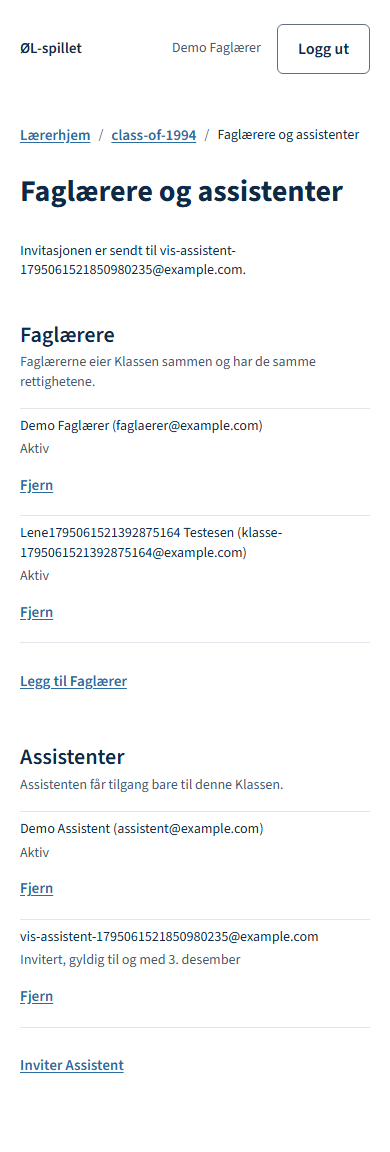 ØL-spillet
Demo Faglærer
Logg ut
Lærerhjem / class-of-1994 / Faglærere og assistenter
Faglærere og assistenter
Invitasjonen er sendt til vis-assistent-
1795061521850980235@example.com.
Faglærere
Faglærerne eier Klassen sammen og har de samme
rettighetene.
Demo Faglærer (faglaerer@example.com)
Aktiv
Fjern
Lene1795061521392875164 Testesen (klasse-
1795061521392875164@example.com)
Aktiv
Fjern
Legg til Faglærer
Assistenter
Assistenten får tilgang bare til denne Klassen.
Demo Assistent (assistent@example.com)
Aktiv
Fjern
vis-assistent-1795061521850980235@example.com
Invitert, gyldig til og med 3. desember
Fjern
Inviter Assistent